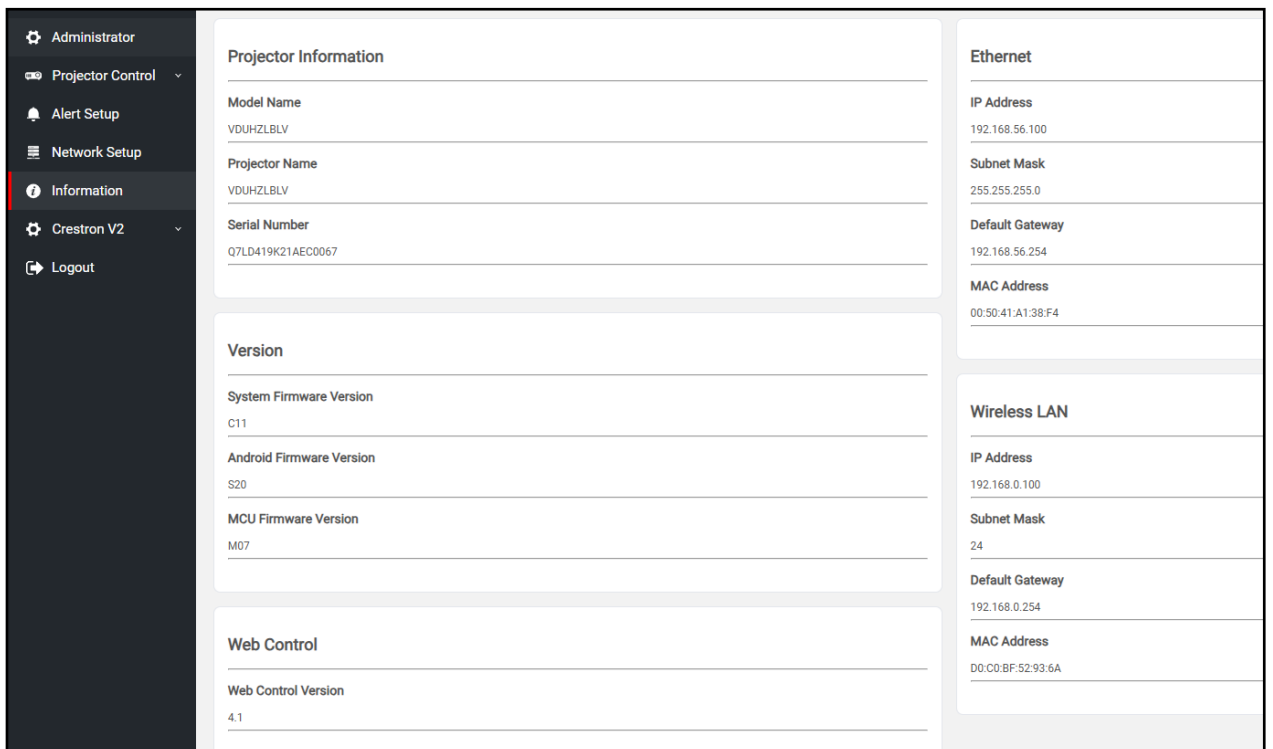 Administrator
Projector Control
Alert Setup
Network Setup
Information
Crestron V2
Logout
Projector Information
Model Name
VDUHZLBLV
Projector Name
VDUHZLBLV
Serial Number
Q7LD419K21AEC0067
Version
System Firmware Version
C11
Android Firmware Version
S20
MCU Firmware Version
M07
Web Control
Web Control Version
4.1
Ethernet
IP Address
192.168.56.100
Subnet Mask
255.255.255.0
Default Gateway
192.168.56.254
MAC Address
00:50:41:A1:38:F4
Wireless LAN
IP Address
192.168.0.100
Subnet Mask
24
Default Gateway
192.168.0.254
MAC Address
D0:C0:BF:52:93:6A